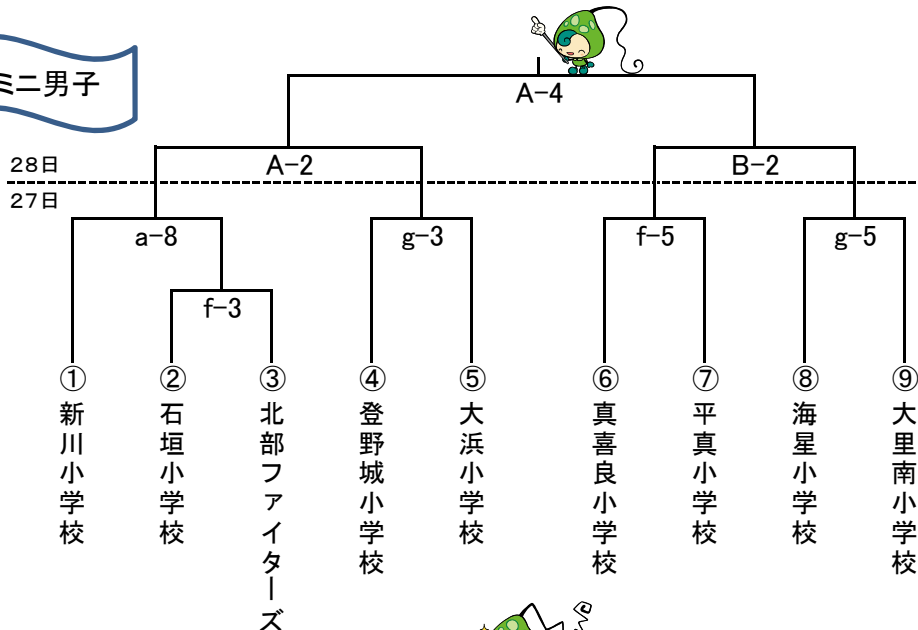 ミニ男子
A-4
28日
A-2
B-2
27日
a-8
g-3
f-5
g-5
f-3
① 新川小学校
② 石垣小学校
③ 北部ファイターズ
④ 登野城小学校
⑤ 大浜小学校
⑥ 真喜良小学校
⑦ 平真小学校
⑧ 海星小学校
⑨ 大里南小学校